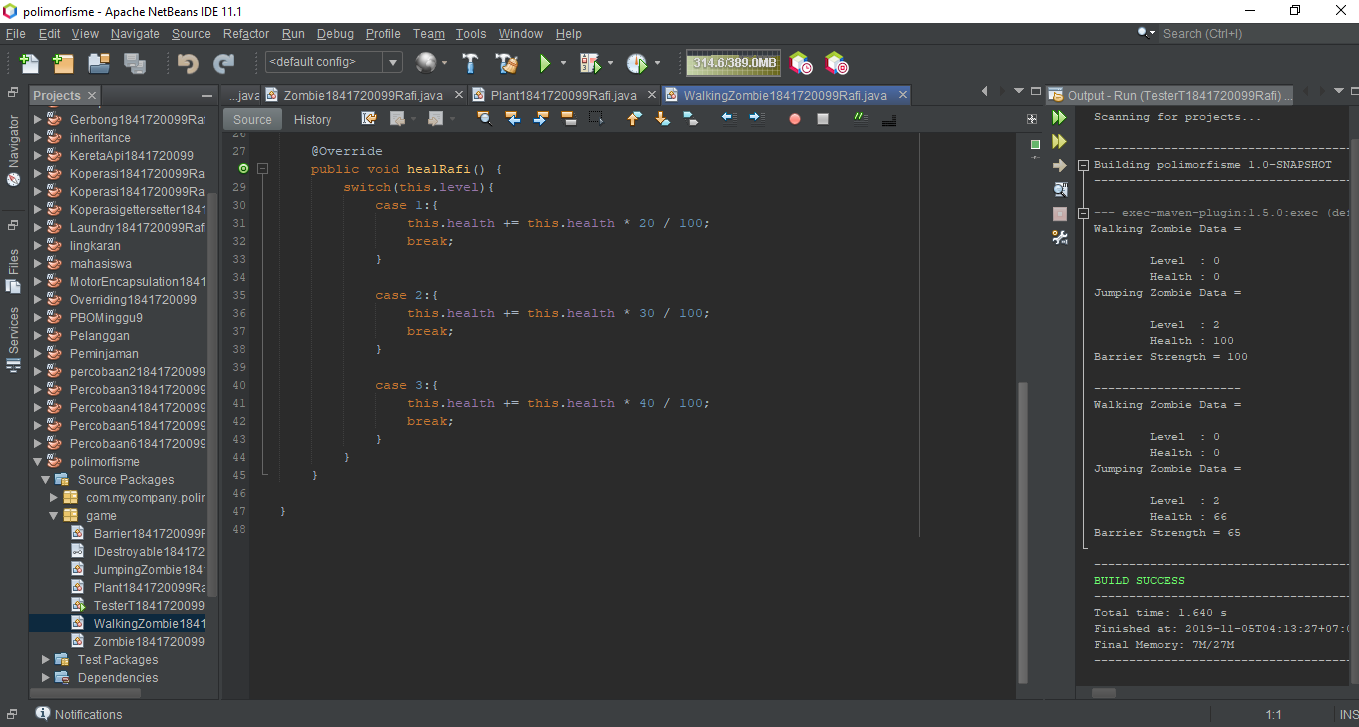 polimorfisme - Apache NetBeans IDE 11.1
File Edit View Navigate Source Refactor Run Debug Profile Team Tools Window Help
Search (Ctrl+I)
<default config>
314.6/389.0MB
Projects
...java
Zombie1841720099Rafi.java
Plant1841720099Rafi.java
WalkingZombie1841720099Rafi.java
Output - Run (TesterT1841720099Rafi) ...
Navigator
Files
Services
Gerbong1841720099Ra
inheritance
KeretaApi1841720099
Koperasi1841720099Ra
Koperasi1841720099Ra
Koperasigettersetter1841
Laundry1841720099Rafi
lingkaran
mahasiswa
MotorEncapsulation1841
Overriding1841720099
PBOMinggu9
Pelanggan
Peminjaman
percobaan21841720099
Percobaan31841720099
Percobaan41841720099
Percobaan51841720099
Percobaan61841720099
polimorfisme
Source Packages
com.mycompany.polir
game
Barrier1841720099F
IDestroyable184172
JumpingZombie184
Plant1841720099Ra
TesterT1841720099
WalkingZombie1841
Zombie1841720099
Test Packages
Dependencies
Source History
26
27 @Override
public void healRafi() {
29 switch(this.level){
30 case 1:{
31 this.health += this.health * 20 / 100;
32 break;
33 }
34
35 case 2:{
36 this.health += this.health * 30 / 100;
37 break;
38 }
39
40 case 3:{
41 this.health += this.health * 40 / 100;
42 break;
43 }
44 }
45 }
46
47 }
48
Scanning for projects...
------------------------------------
Building polimorfisme 1.0-SNAPSHOT
------------------------------------
--- exec-maven-plugin:1.5.0:exec (de
Walking Zombie Data =
Level : 0
Health : 0
Jumping Zombie Data =
Level : 2
Health : 100
Barrier Strength = 100
---------------------
Walking Zombie Data =
Level : 0
Health : 0
Jumping Zombie Data =
Level : 2
Health : 66
Barrier Strength = 65
------------------------------------
BUILD SUCCESS
------------------------------------
Total time: 1.640 s
Finished at: 2019-11-05T04:13:27+07:0
Final Memory: 7M/27M
------------------------------------
Notifications
1:1
INS